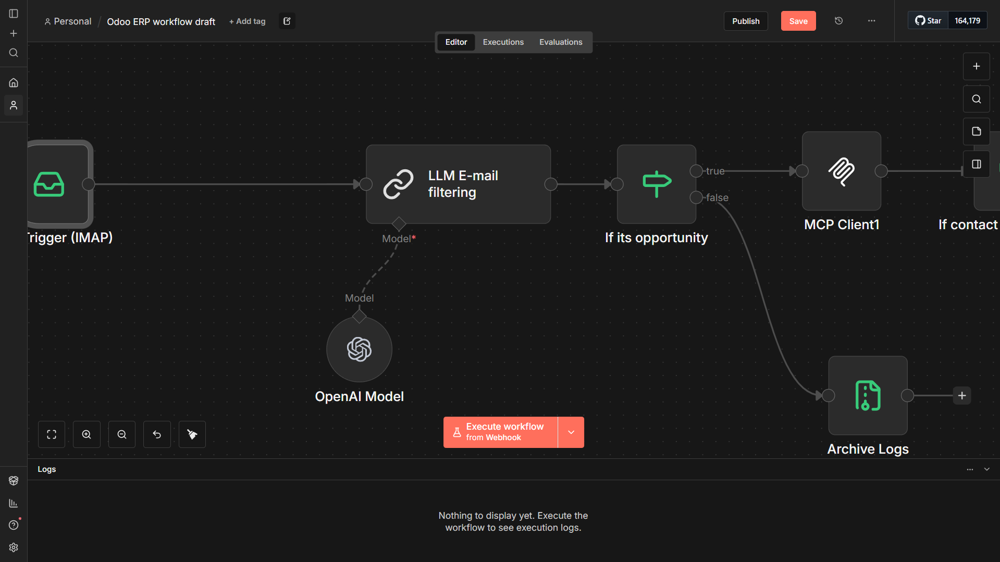 Personal / Odoo ERP workflow draft + Add tag
Publish Save ··· Star 164,179
Editor Executions Evaluations
LLM E-mail
filtering
true
false
Trigger (IMAP)
Model*
If its opportunity
MCP Client1
If contact
Model
OpenAI Model
Execute workflow
from Webhook
Archive Logs
Logs
Nothing to display yet. Execute the
workflow to see execution logs.